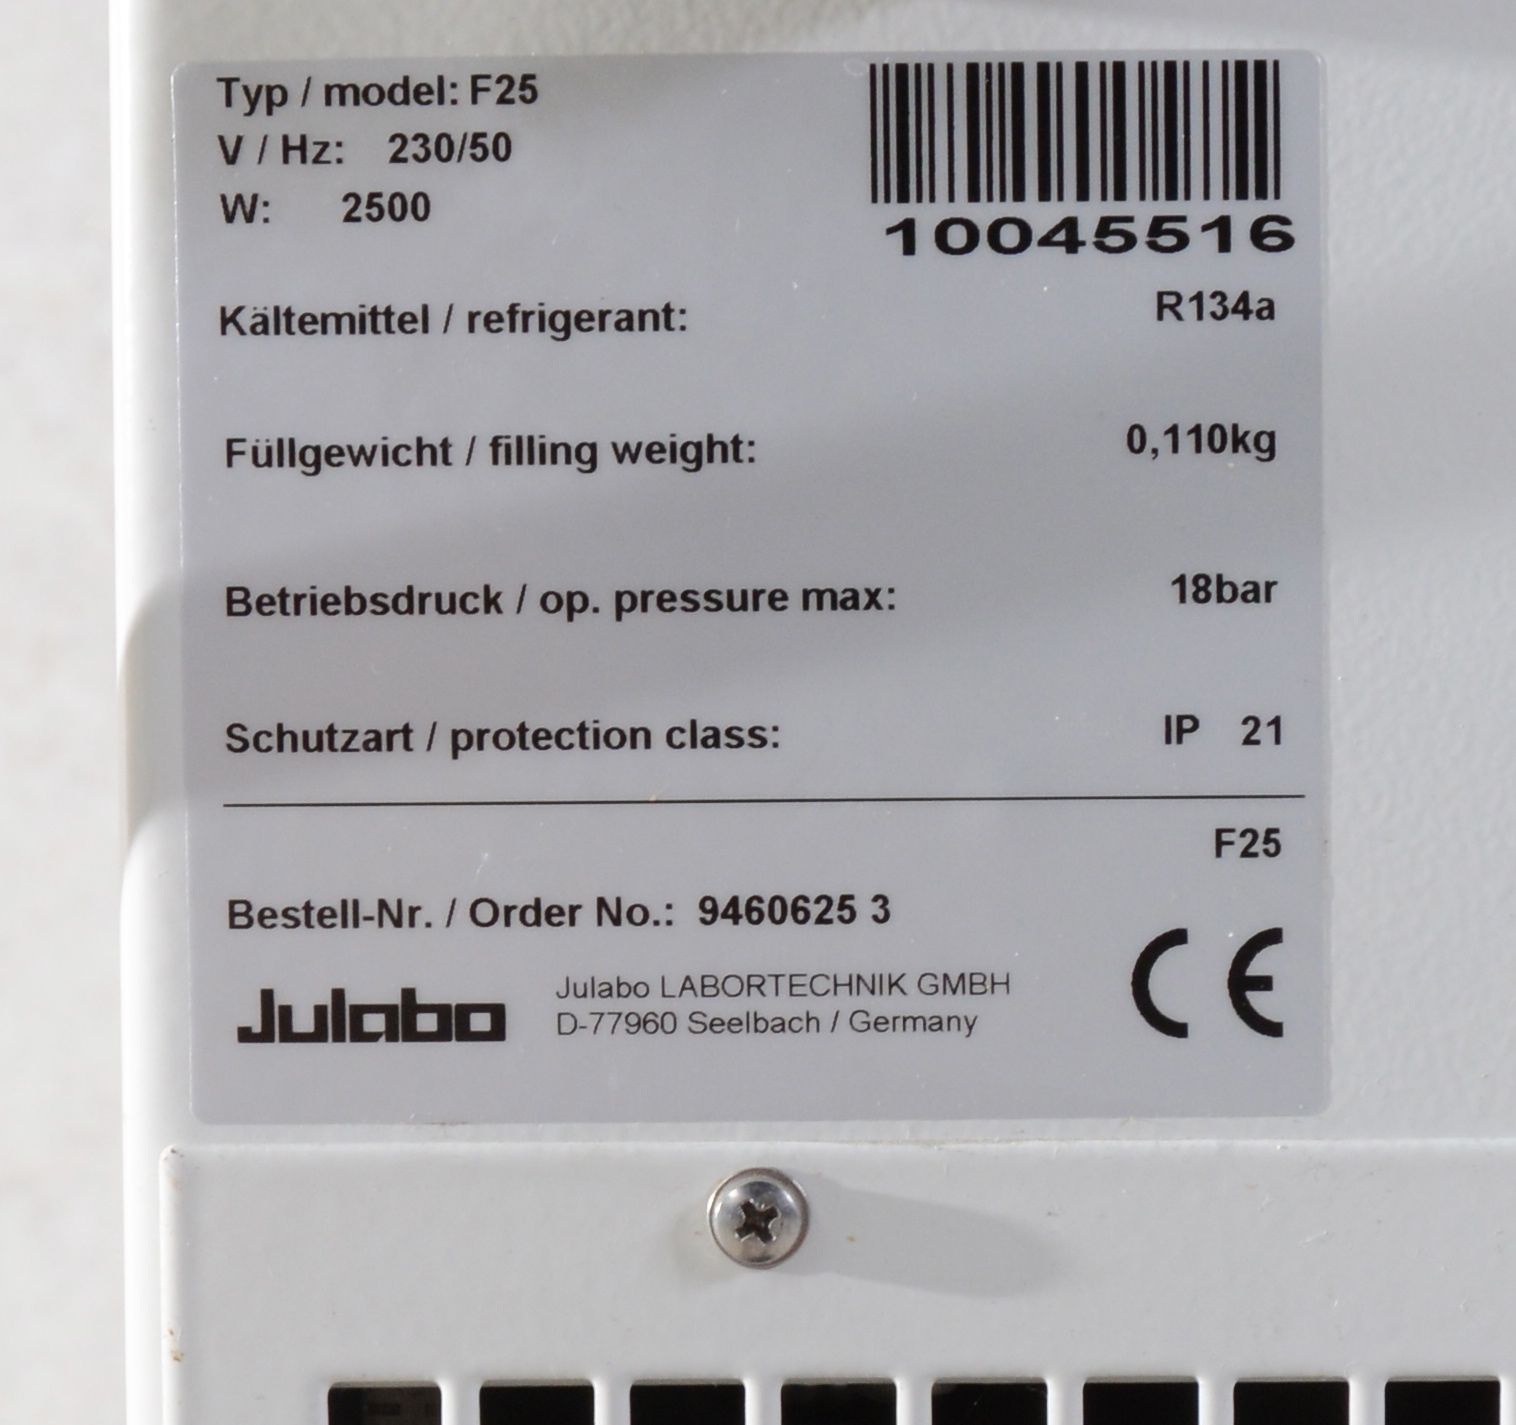 Typ / model: F25
V / Hz: 230/50
W: 2500
10045516
Kältemittel / refrigerant: R134a
Füllgewicht / filling weight: 0,110kg
Betriebsdruck / op. pressure max: 18bar
Schutzart / protection class: IP 21
F25
Bestell-Nr. / Order No.: 9460625 3
Julabo
Julabo LABORTECHNIK GMBH
D-77960 Seelbach / Germany
CE